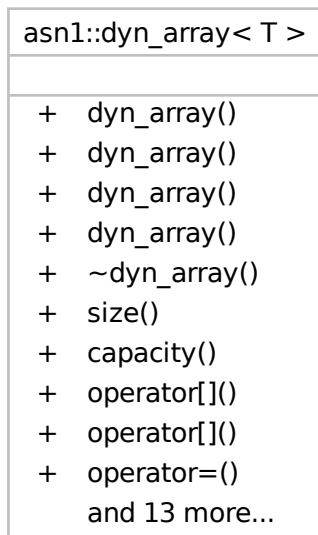 asn1::dyn_array< T >
+ dyn_array()
+ dyn_array()
+ dyn_array()
+ dyn_array()
+ ~dyn_array()
+ size()
+ capacity()
+ operator[]()
+ operator[]()
+ operator=()
and 13 more...